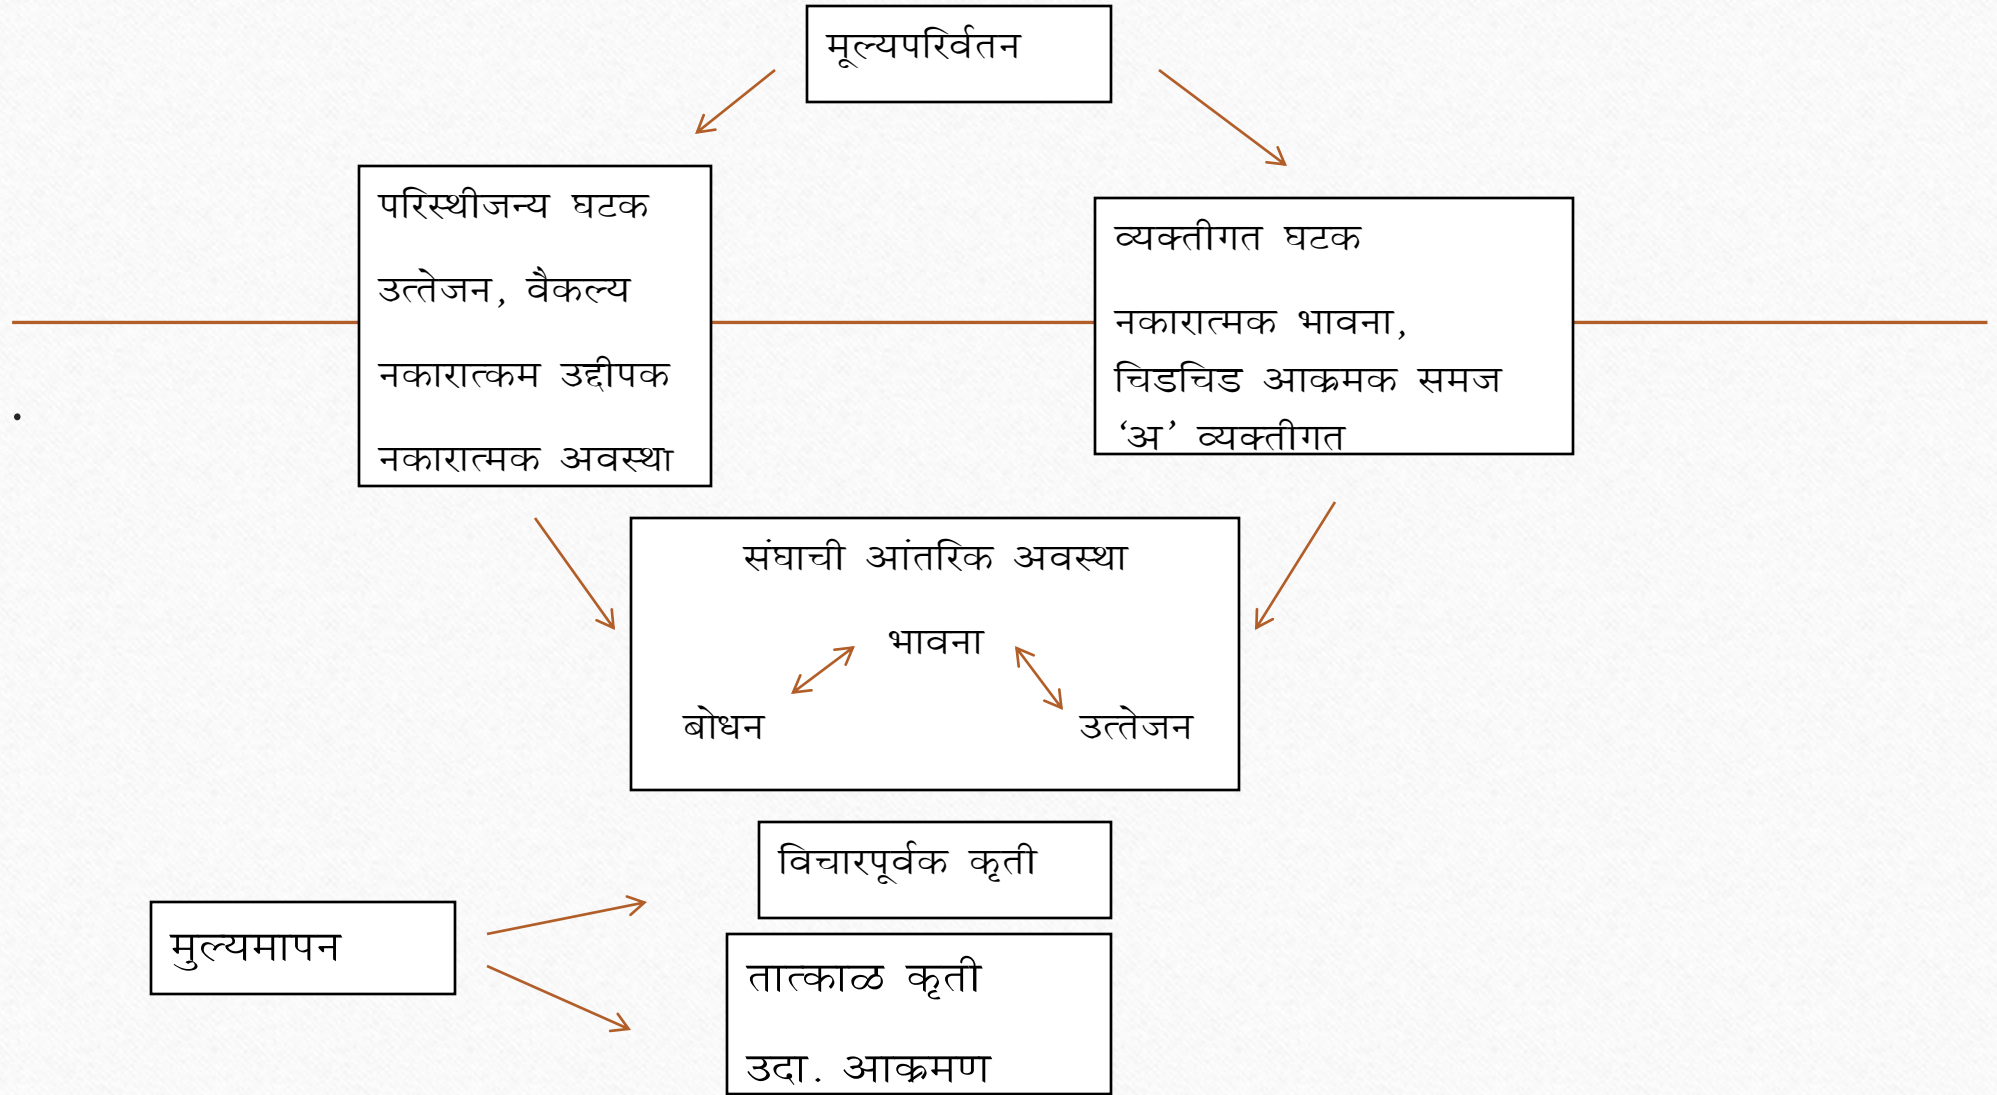 मूल्यपरिर्वतन
परिस्थीजन्य घटक
उत्तेजन, वैकल्य
नकारात्कम उद्दीपक
नकारात्मक अवस्था
व्यक्तीगत घटक
नकारात्मक भावना,
चिडचिड आक्रमक समज
‘अ’ व्यक्तीगत
.
संघाची आंतरिक अवस्था
भावना
बोधन उत्तेजन
विचारपूर्वक कृती
मुल्यमापन
तात्काळ कृती
उदा. आक्रमण